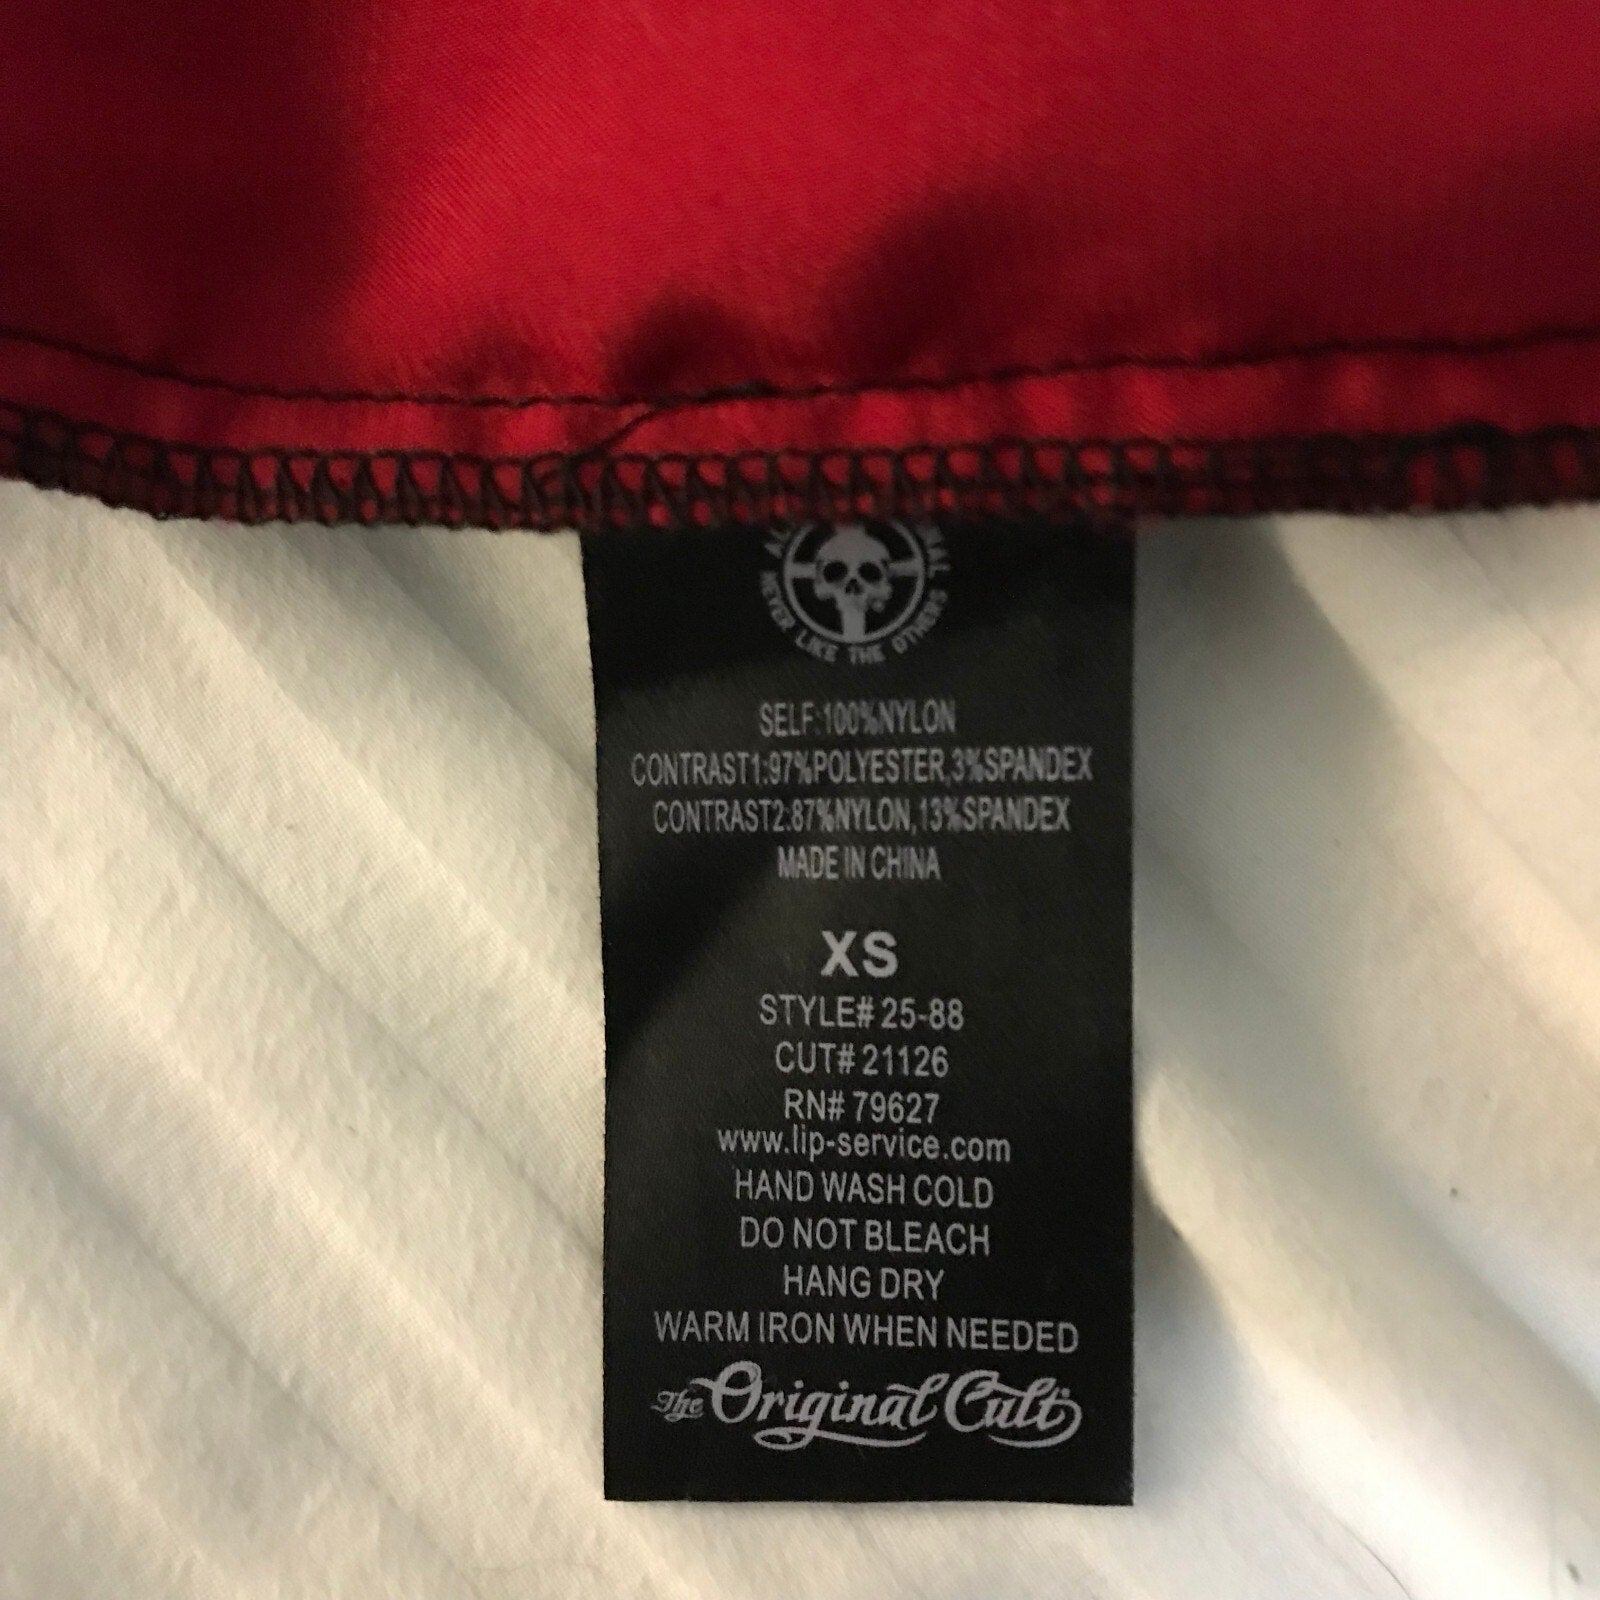 NEVER LIKE THE OTHERS
SELF:100%NYLON
CONTRAST1:97%POLYESTER,3%SPANDEX
CONTRAST2:87%NYLON,13%SPANDEX
MADE IN CHINA
XS
STYLE# 25-88
CUT# 21126
RN# 79627
www.lip-service.com
HAND WASH COLD
DO NOT BLEACH
HANG DRY
WARM IRON WHEN NEEDED
The Original Cult